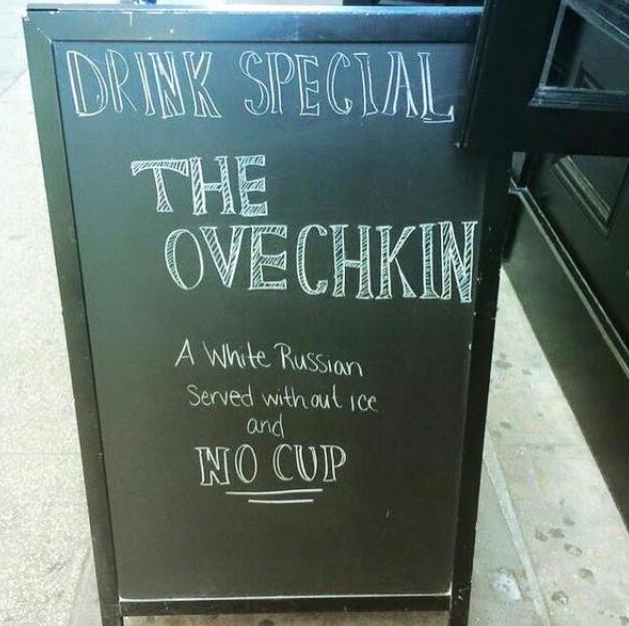 DRINK SPECIAL
THE
OVECHKIN
A White Russian
Served without ice
and
NO CUP